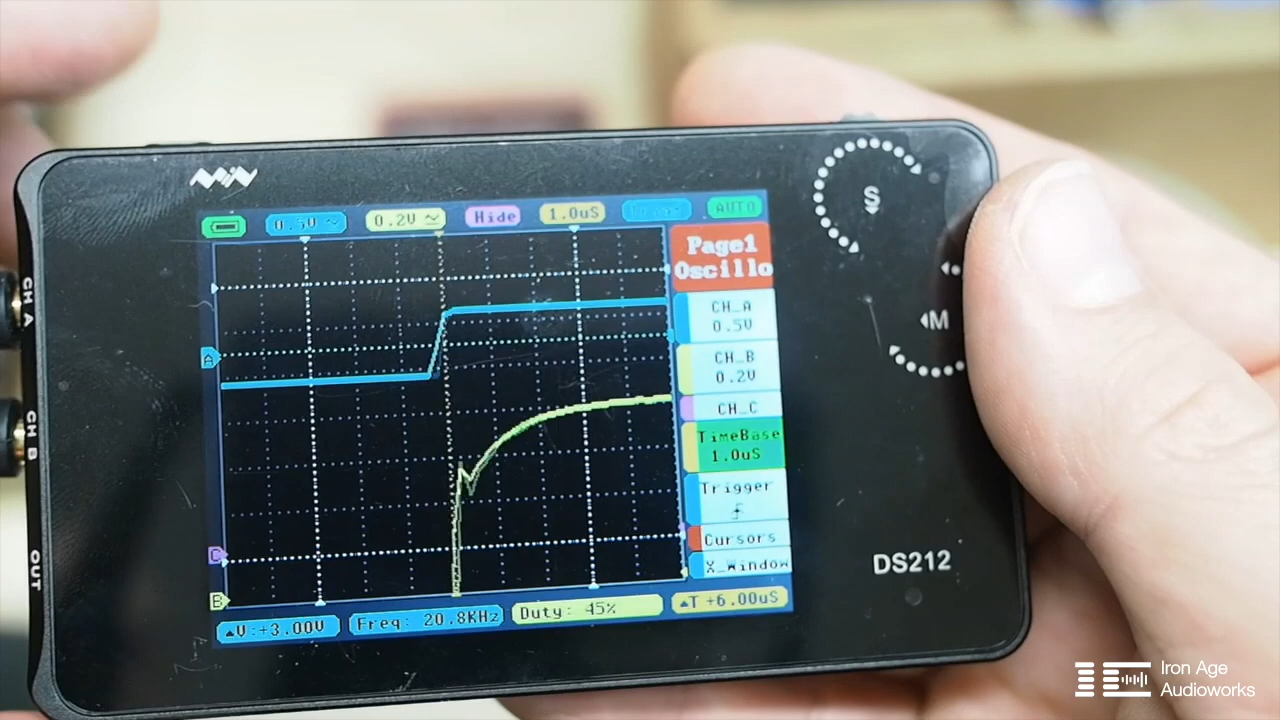 MiN
0.5V
0.2V
Hide
1.0uS
AUTO
S
Page1
Oscillo
CH_A
0.5V
CH_B
0.2V
CH_C
TimeBase
1.0uS
Trigger
Cursors
X_Window
A
C
B
▲V:+3.00V
Freq: 20.8KHz
Duty: 45%
▲T +6.00uS
M
CH A
CH B
OUT
DS212
Iron Age
Audioworks